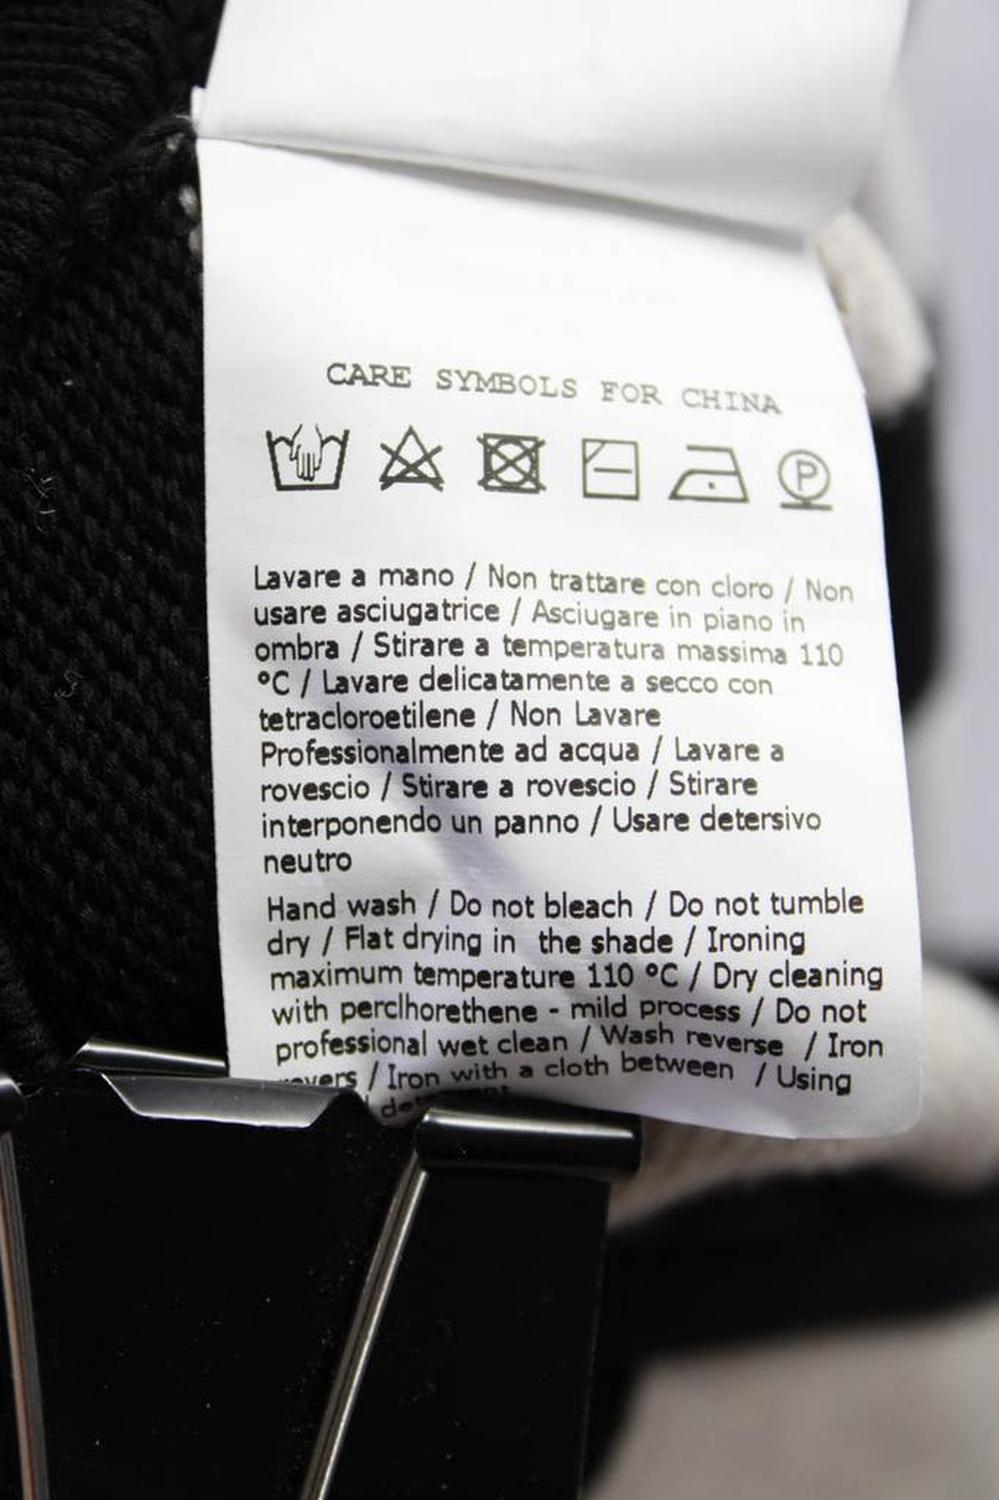 CARE SYMBOLS FOR CHINA
P
Lavare a mano / Non trattare con cloro / Non
usare asciugatrice / Asciugare in piano in
ombra / Stirare a temperatura massima 110
°C / Lavare delicatamente a secco con
tetracloroetilene / Non Lavare
Professionalmente ad acqua / Lavare a
rovescio / Stirare a rovescio / Stirare
interponendo un panno / Usare detersivo
neutro
Hand wash / Do not bleach / Do not tumble
dry / Flat drying in the shade / Ironing
maximum temperature 110 °C / Dry cleaning
with perclhorethene - mild process / Do not
professional wet clean / Wash reverse / Iron
/ Iron with a cloth between / Using